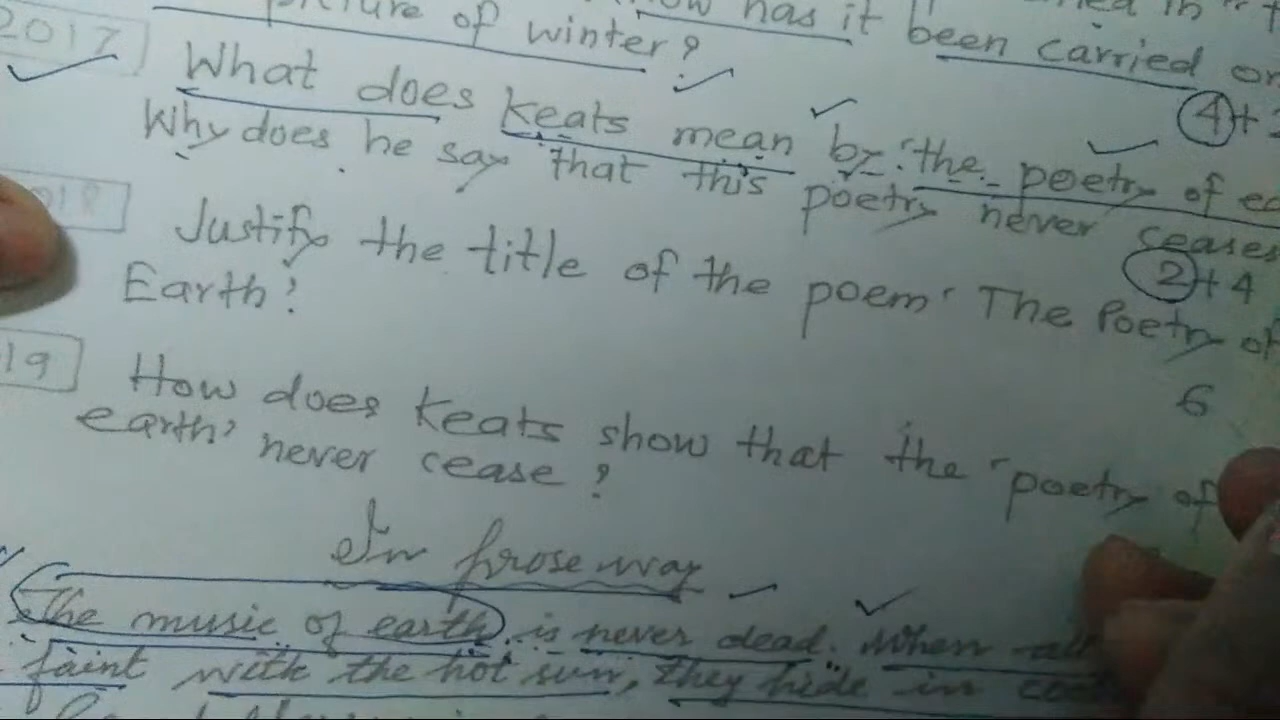 picture of winter? How has it been carried on
2017 What does Keats mean by 'the poetry of
4+
Why does he say that this poetry never ceases
2+4
Justify the title of the poem 'The Poetry of
Earth?
6
19 How does Keats show that the 'poetry of
earth' never cease?
In prose way
The music of earth is never dead. When all
faint with the hot sun, they hide in